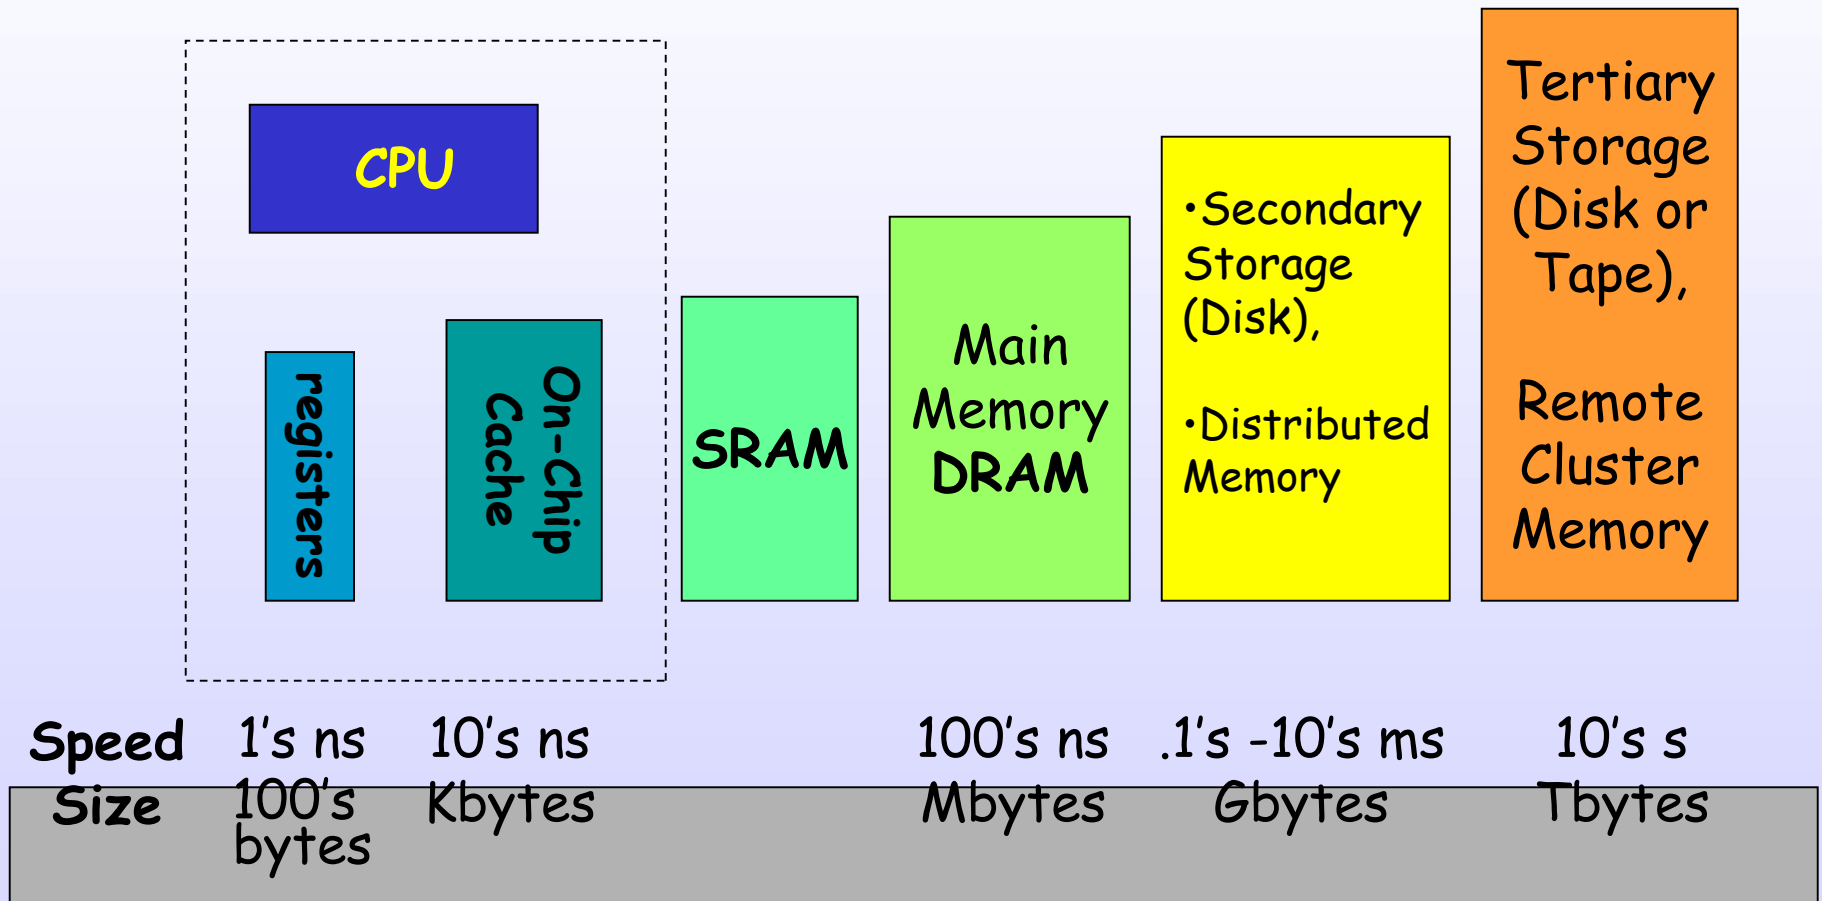 CPU
registers
On-Chip
Cache
SRAM
Main
Memory
DRAM
•Secondary
Storage
(Disk),
•Distributed
Memory
Tertiary
Storage
(Disk or
Tape),
Remote
Cluster
Memory
Speed 1's ns 10's ns 100's ns .1's -10's ms 10's s
Size 100's bytes Kbytes Mbytes Gbytes Tbytes